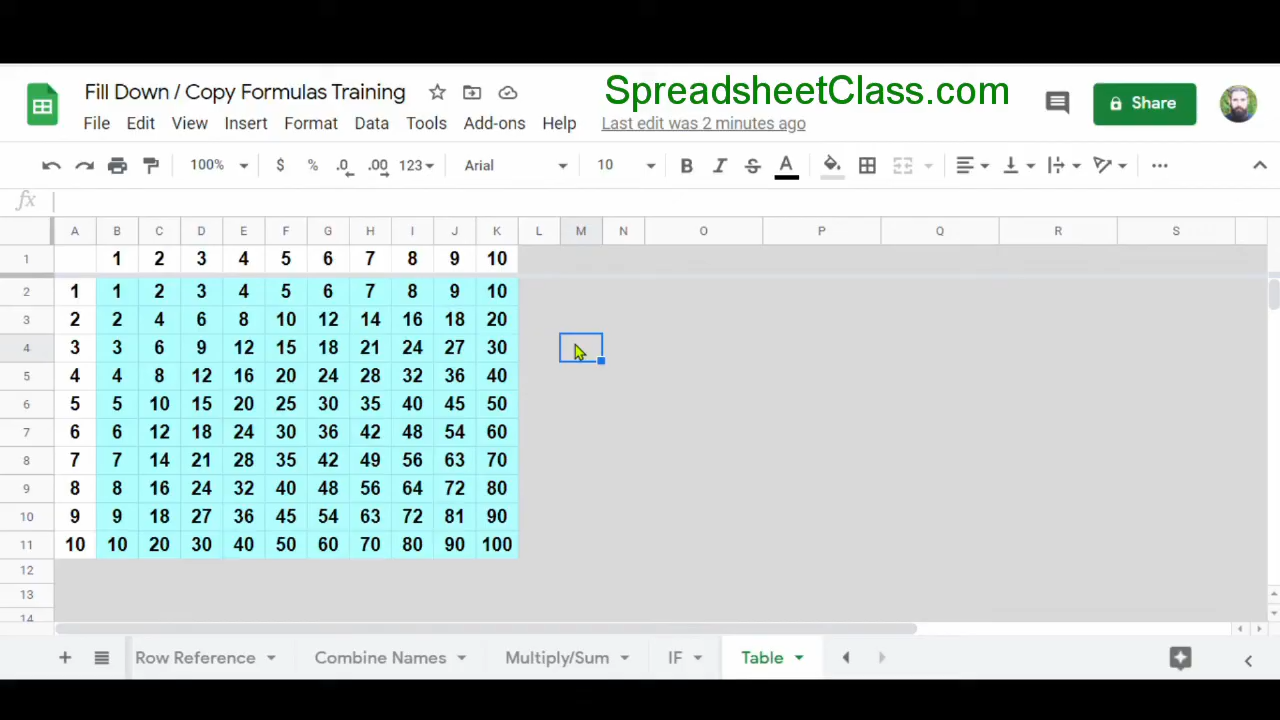 Fill Down / Copy Formulas Training
SpreadsheetClass.com
Share
File Edit View Insert Format Data Tools Add-ons Help Last edit was 2 minutes ago
100% $ % .0 .00 123 Arial 10 B I S A
fx
A B C D E F G H I J K L M N O P Q R S
1 1 2 3 4 5 6 7 8 9 10
2 1 1 2 3 4 5 6 7 8 9 10
3 2 2 4 6 8 10 12 14 16 18 20
4 3 3 6 9 12 15 18 21 24 27 30
5 4 4 8 12 16 20 24 28 32 36 40
6 5 5 10 15 20 25 30 35 40 45 50
7 6 6 12 18 24 30 36 42 48 54 60
8 7 7 14 21 28 35 42 49 56 63 70
9 8 8 16 24 32 40 48 56 64 72 80
10 9 9 18 27 36 45 54 63 72 81 90
11 10 10 20 30 40 50 60 70 80 90 100
12
13
14
Row Reference Combine Names Multiply/Sum IF Table